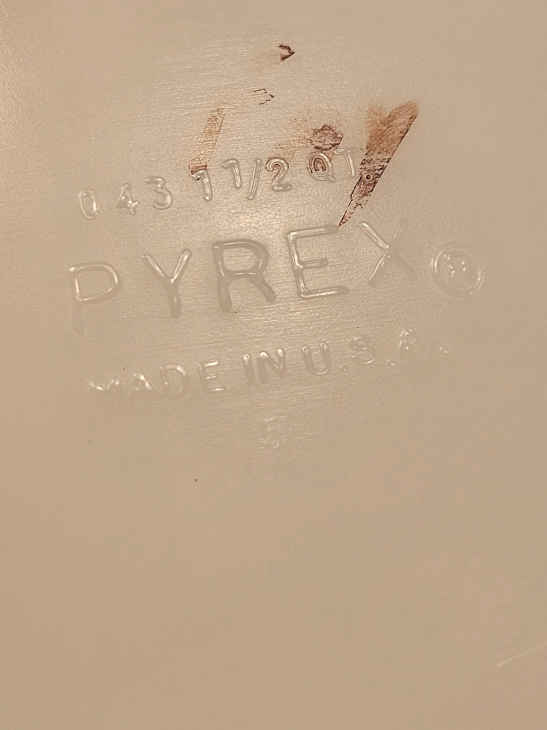 043 1 1/2 QT
PYREX ®
MADE IN U.S.A.